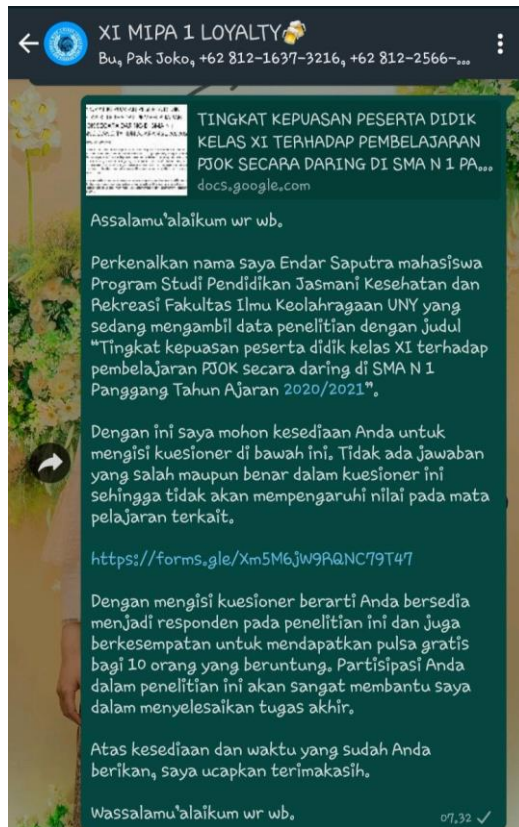 XI MIPA 1 LOYALTY🍻
Bu, Pak Joko, +62 812-1637-3216, +62 812-2566-...
TINGKAT KEPUASAN PESERTA DIDIK
KELAS XI TERHADAP PEMBELAJARAN
PJOK SECARA DARING DI SMA N 1 PA...
docs.google.com
Assalamu'alaikum wr wb.
Perkenalkan nama saya Endar Saputra mahasiswa
Program Studi Pendidikan Jasmani Kesehatan dan
Rekreasi Fakultas Ilmu Keolahragaan UNY yang
sedang mengambil data penelitian dengan judul
"Tingkat kepuasan peserta didik kelas XI terhadap
pembelajaran PJOK secara daring di SMA N 1
Panggang Tahun Ajaran 2020/2021".
Dengan ini saya mohon kesediaan Anda untuk
mengisi kuesioner di bawah ini. Tidak ada jawaban
yang salah maupun benar dalam kuesioner ini
sehingga tidak akan mempengaruhi nilai pada mata
pelajaran terkait.
https://forms.gle/Xm5M6jW9RQNC79T47
Dengan mengisi kuesioner berarti Anda bersedia
menjadi responden pada penelitian ini dan juga
berkesempatan untuk mendapatkan pulsa gratis
bagi 10 orang yang beruntung. Partisipasi Anda
dalam penelitian ini akan sangat membantu saya
dalam menyelesaikan tugas akhir.
Atas kesediaan dan waktu yang sudah Anda
berikan, saya ucapkan terimakasih.
Wassalamu'alaikum wr wb.
07.32 ✓